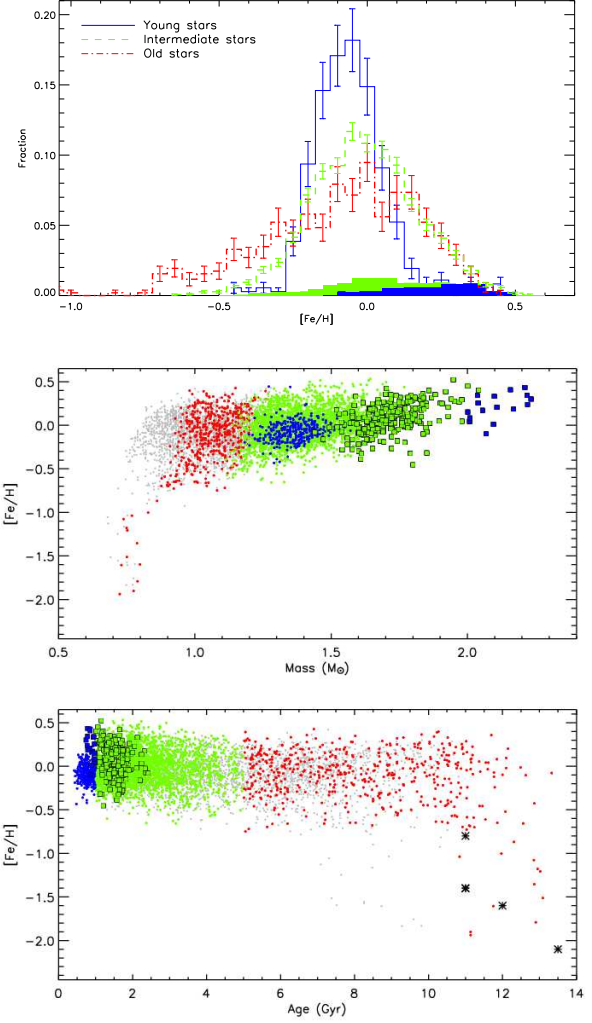 0.20
Young stars
Intermediate stars
Old stars
0.15
Fraction
0.10
0.05
0.00
−1.0 −0.5 0.0 0.5
[Fe/H]
0.5
0.0
−0.5
[Fe/H]
−1.0
−1.5
−2.0
0.5 1.0 1.5 2.0
Mass (M⊙)
0.5
0.0
−0.5
[Fe/H]
−1.0
−1.5
−2.0
0 2 4 6 8 10 12 14
Age (Gyr)